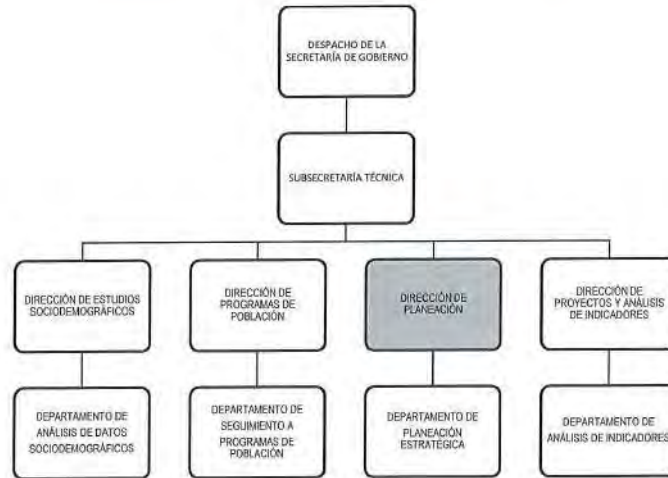 DESPACHO DE LA
SECRETARÍA DE GOBIERNO
SUBSECRETARÍA TÉCNICA
DIRECCIÓN DE ESTUDIOS
SOCIODEMOGRÁFICOS
DIRECCIÓN DE
PROGRAMAS DE
POBLACIÓN
DIRECCIÓN DE
PLANEACIÓN
DIRECCIÓN DE
PROYECTOS Y ANÁLISIS
DE INDICADORES
DEPARTAMENTO DE
ANÁLISIS DE DATOS
SOCIODEMOGRÁFICOS
DEPARTAMENTO DE
SEGUIMIENTO A
PROGRAMAS DE
POBLACIÓN
DEPARTAMENTO DE
PLANEACIÓN
ESTRATÉGICA
DEPARTAMENTO DE
ANÁLISIS DE INDICADORES